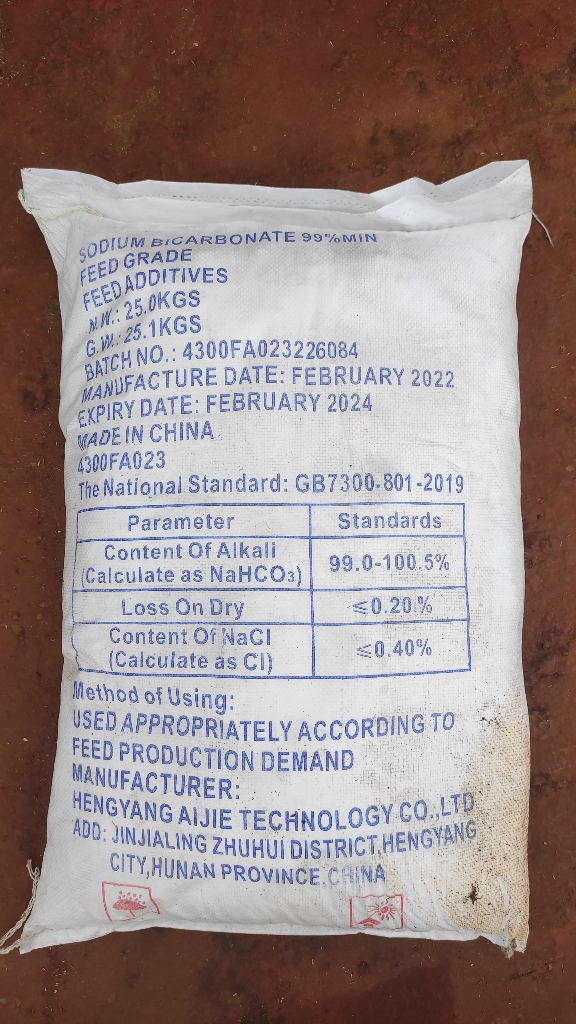 SODIUM BICARBONATE 99%MIN
FEED GRADE
FEED ADDITIVES
N.W.: 25.0KGS
G.W.: 25.1KGS
BATCH NO.: 4300FA023226084
MANUFACTURE DATE: FEBRUARY 2022
EXPIRY DATE: FEBRUARY 2024
MADE IN CHINA
4300FA023
The National Standard: GB7300.801-2019
Parameter Standards
Content Of Alkali
(Calculate as NaHCO₃) 99.0-100.5%
Loss On Dry ≤0.20%
Content Of NaCl
(Calculate as Cl) ≤0.40%
Method of Using:
USED APPROPRIATELY ACCORDING TO
FEED PRODUCTION DEMAND
MANUFACTURER:
HENGYANG AIJIE TECHNOLOGY CO.,LTD
ADD: JINJIALING ZHUHUI DISTRICT,HENGYANG
CITY,HUNAN PROVINCE,CHINA